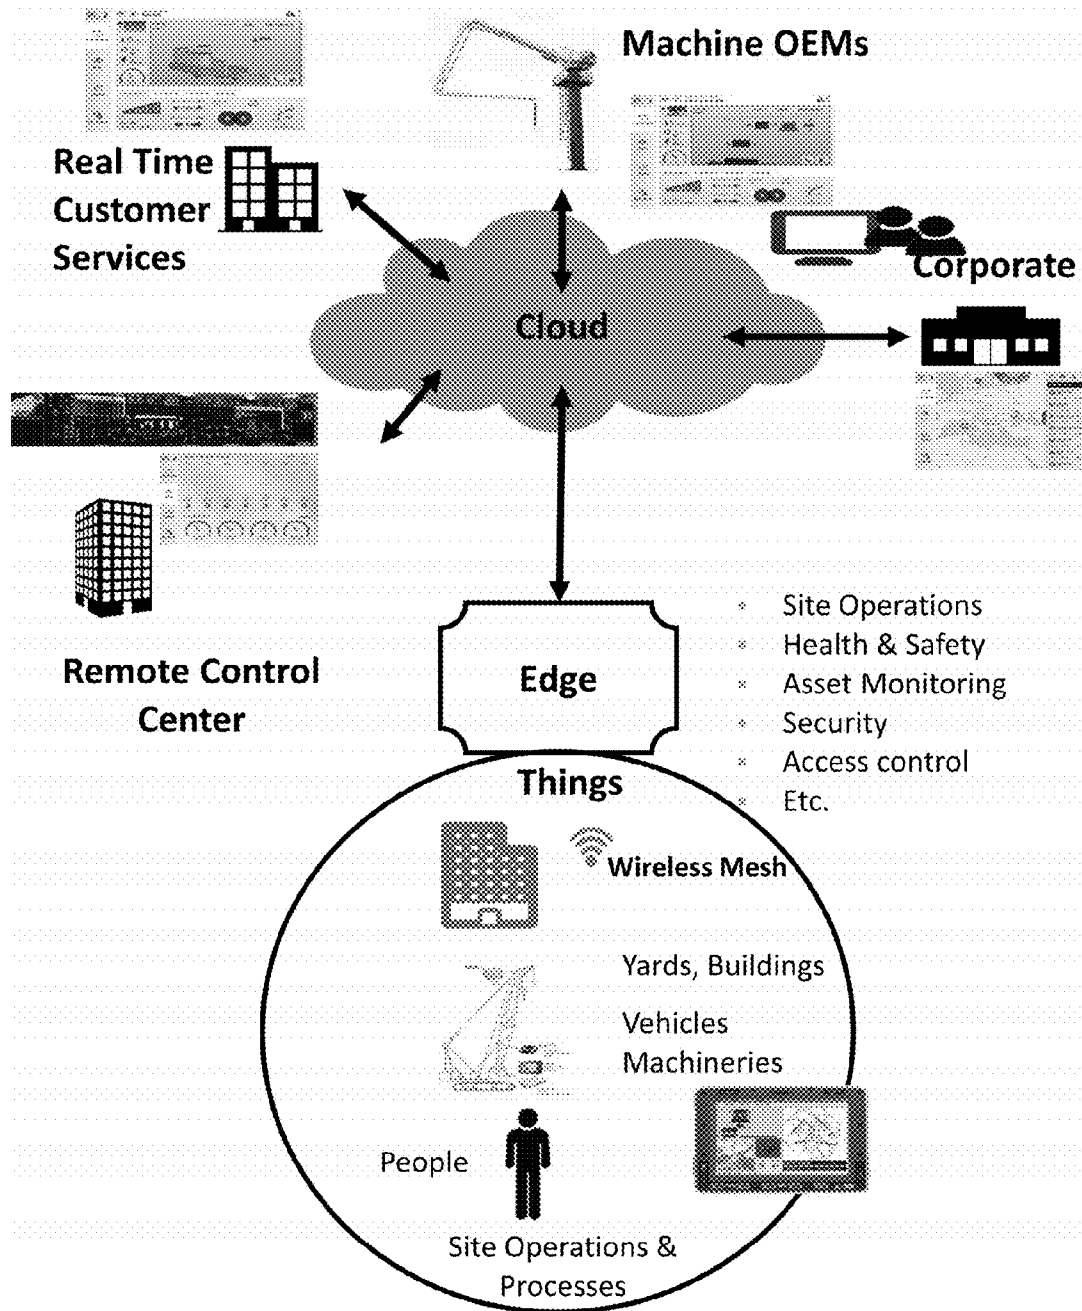 Machine OEMs
Real Time
Customer
Services
Corporate
Cloud
Remote Control
Center
Edge
Site Operations
Health & Safety
Asset Monitoring
Security
Access control
Etc.
Things
Wireless Mesh
Yards, Buildings
Vehicles
Machineries
People
Site Operations &
Processes